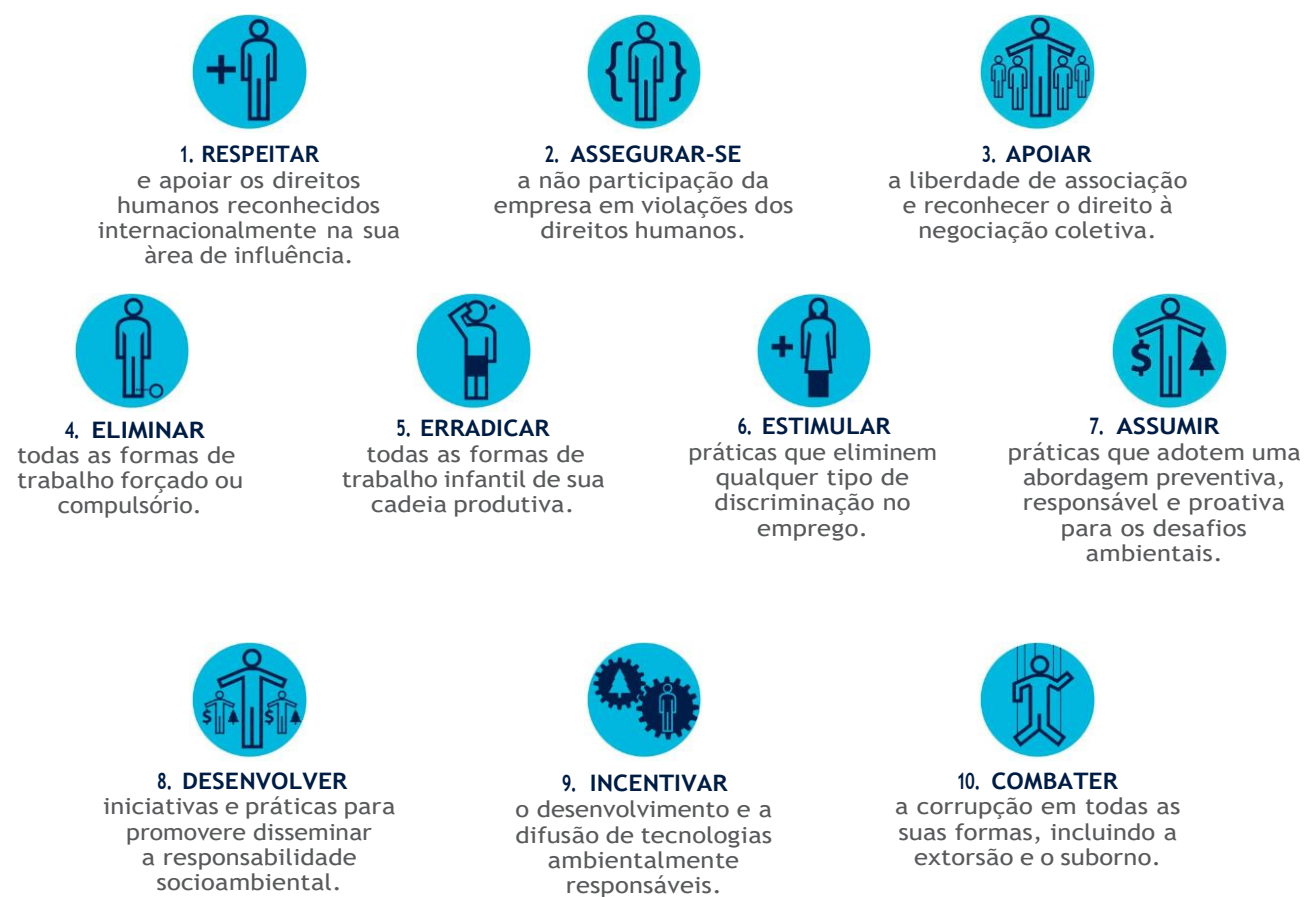 1. RESPEITAR
e apoiar os direitos
humanos reconhecidos
internacionalmente na sua
àrea de influência.
2. ASSEGURAR-SE
a não participação da
empresa em violações dos
direitos humanos.
3. APOIAR
a liberdade de associação
e reconhecer o direito à
negociação coletiva.
4. ELIMINAR
todas as formas de
trabalho forçado ou
compulsório.
5. ERRADICAR
todas as formas de
trabalho infantil de sua
cadeia produtiva.
6. ESTIMULAR
práticas que eliminem
qualquer tipo de
discriminação no
emprego.
7. ASSUMIR
práticas que adotem uma
abordagem preventiva,
responsável e proativa
para os desafios
ambientais.
8. DESENVOLVER
iniciativas e práticas para
promovere disseminar
a responsabilidade
socioambiental.
9. INCENTIVAR
o desenvolvimento e a
difusão de tecnologias
ambientalmente
responsáveis.
10. COMBATER
a corrupção em todas as
suas formas, incluindo a
extorsão e o suborno.